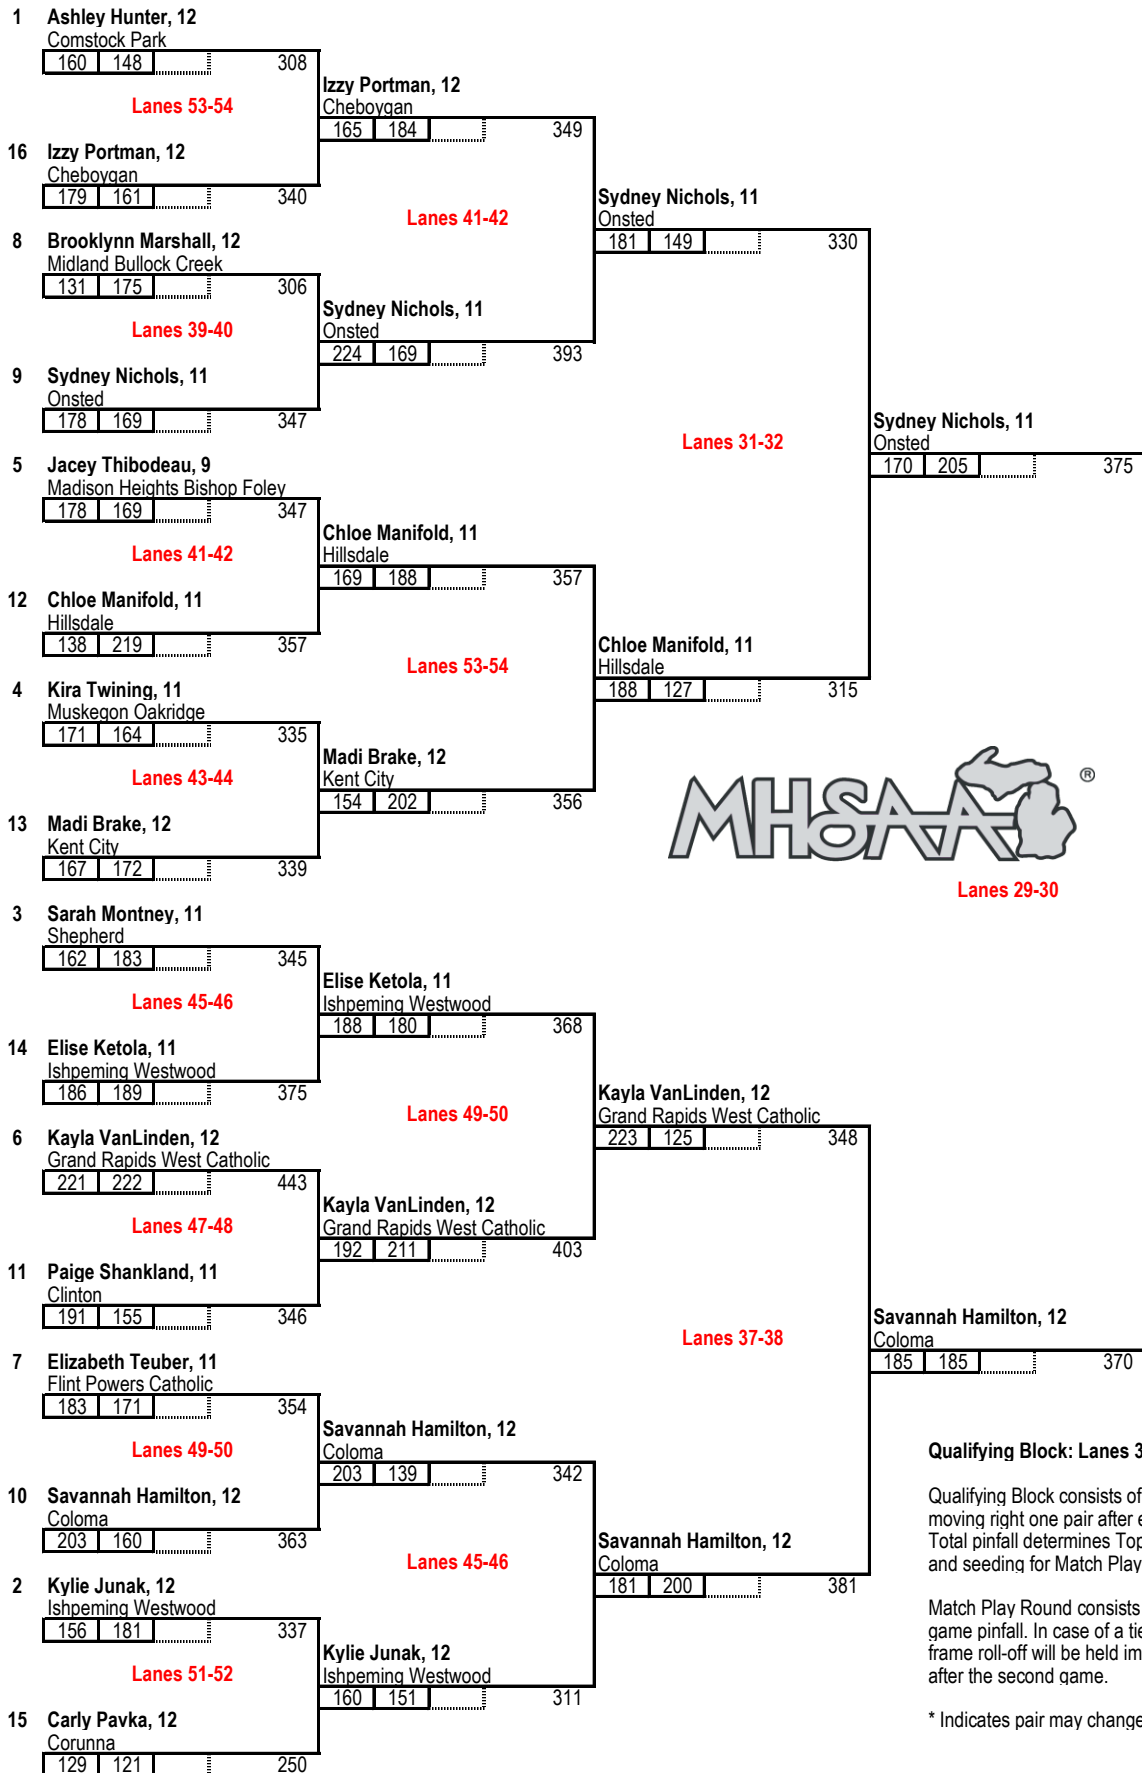 1 Ashley Hunter, 12
Comstock Park
160 148 308
Lanes 53-54
16 Izzy Portman, 12
Cheboygan
179 161 340
8 Brooklynn Marshall, 12
Midland Bullock Creek
131 175 306
Lanes 39-40
9 Sydney Nichols, 11
Onsted
178 169 347
5 Jacey Thibodeau, 9
Madison Heights Bishop Foley
178 169 347
Lanes 41-42
12 Chloe Manifold, 11
Hillsdale
138 219 357
4 Kira Twining, 11
Muskegon Oakridge
171 164 335
Lanes 43-44
13 Madi Brake, 12
Kent City
167 172 339
3 Sarah Montney, 11
Shepherd
162 183 345
Lanes 45-46
14 Elise Ketola, 11
Ishpeming Westwood
186 189 375
6 Kayla VanLinden, 12
Grand Rapids West Catholic
221 222 443
Lanes 47-48
11 Paige Shankland, 11
Clinton
191 155 346
7 Elizabeth Teuber, 11
Flint Powers Catholic
183 171 354
Lanes 49-50
10 Savannah Hamilton, 12
Coloma
203 160 363
2 Kylie Junak, 12
Ishpeming Westwood
156 181 337
Lanes 51-52
15 Carly Pavka, 12
Corunna
129 121 250
Izzy Portman, 12
Cheboygan
165 184 349
Lanes 41-42
Sydney Nichols, 11
Onsted
224 169 393
Chloe Manifold, 11
Hillsdale
169 188 357
Lanes 53-54
Madi Brake, 12
Kent City
154 202 356
Elise Ketola, 11
Ishpeming Westwood
188 180 368
Lanes 49-50
Kayla VanLinden, 12
Grand Rapids West Catholic
192 211 403
Savannah Hamilton, 12
Coloma
203 139 342
Lanes 45-46
Kylie Junak, 12
Ishpeming Westwood
160 151 311
Sydney Nichols, 11
Onsted
181 149 330
Lanes 31-32
Chloe Manifold, 11
Hillsdale
188 127 315
Kayla VanLinden, 12
Grand Rapids West Catholic
223 125 348
Lanes 37-38
Savannah Hamilton, 12
Coloma
181 200 381
Sydney Nichols, 11
Onsted
170 205 375
MHSAA ®
Lanes 29-30
Savannah Hamilton, 12
Coloma
185 185 370
Qualifying Block: Lanes 3
Qualifying Block consists of
moving right one pair after e
Total pinfall determines Top
and seeding for Match Play
Match Play Round consists
game pinfall. In case of a tie
frame roll-off will be held im
after the second game.
* Indicates pair may change